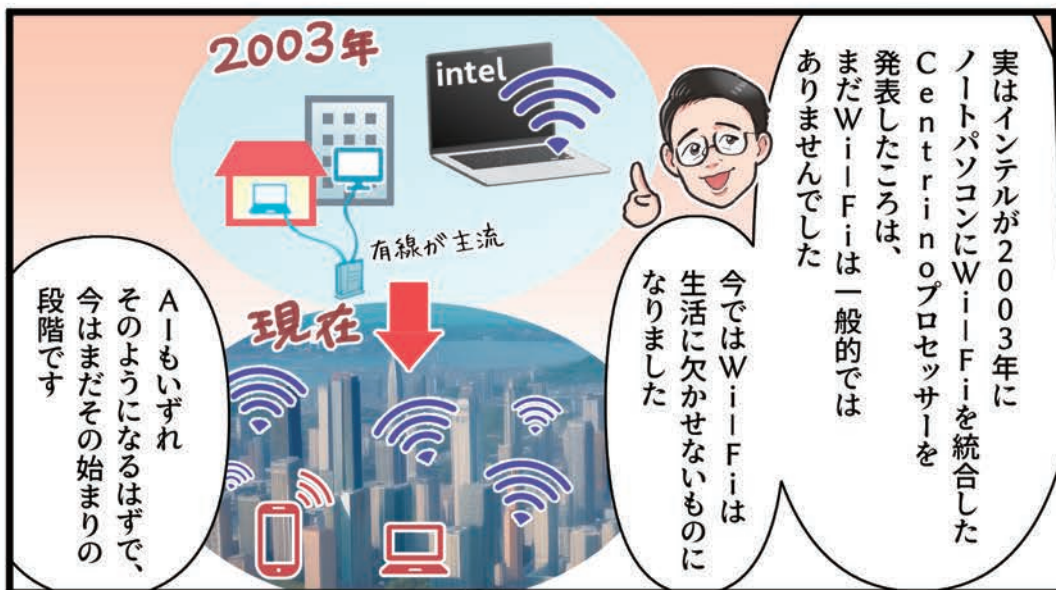 実はインテルが2003年に
ノートパソコンにWi-Fiを統合した
Centrinoプロセッサーを
発表したころは、
まだWi-Fiは一般的では
ありませんでした
2003年
intel
有線が主流
今ではWi-Fiは
生活に欠かせないものに
なりました
現在
AIもいずれ
そのようになるはずで、
今はまだその始まりの
段階です